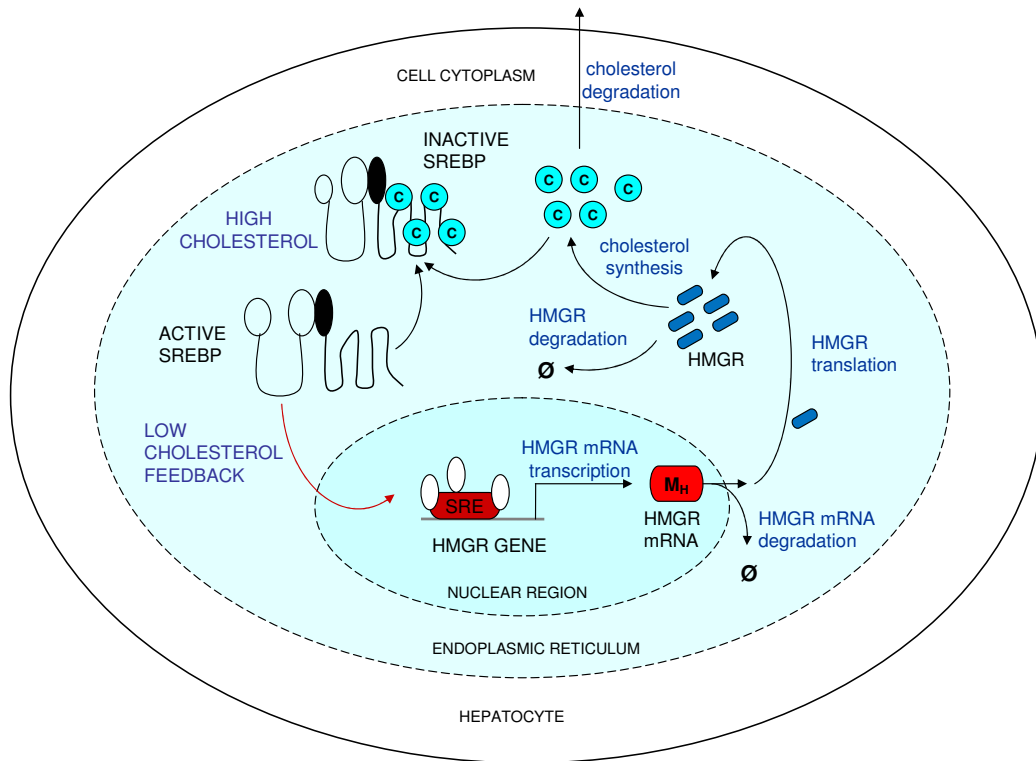 CELL CYTOPLASM
cholesterol
degradation
INACTIVE
SREBP
C
C
C
C
C
C
C
C
C
HIGH
CHOLESTEROL
cholesterol
synthesis
HMGR
degradation
Ø
HMGR
HMGR
translation
ACTIVE
SREBP
LOW
CHOLESTEROL
FEEDBACK
HMGR mRNA
transcription
SRE
MH
HMGR GENE
HMGR
mRNA
HMGR mRNA
degradation
Ø
NUCLEAR REGION
ENDOPLASMIC RETICULUM
HEPATOCYTE